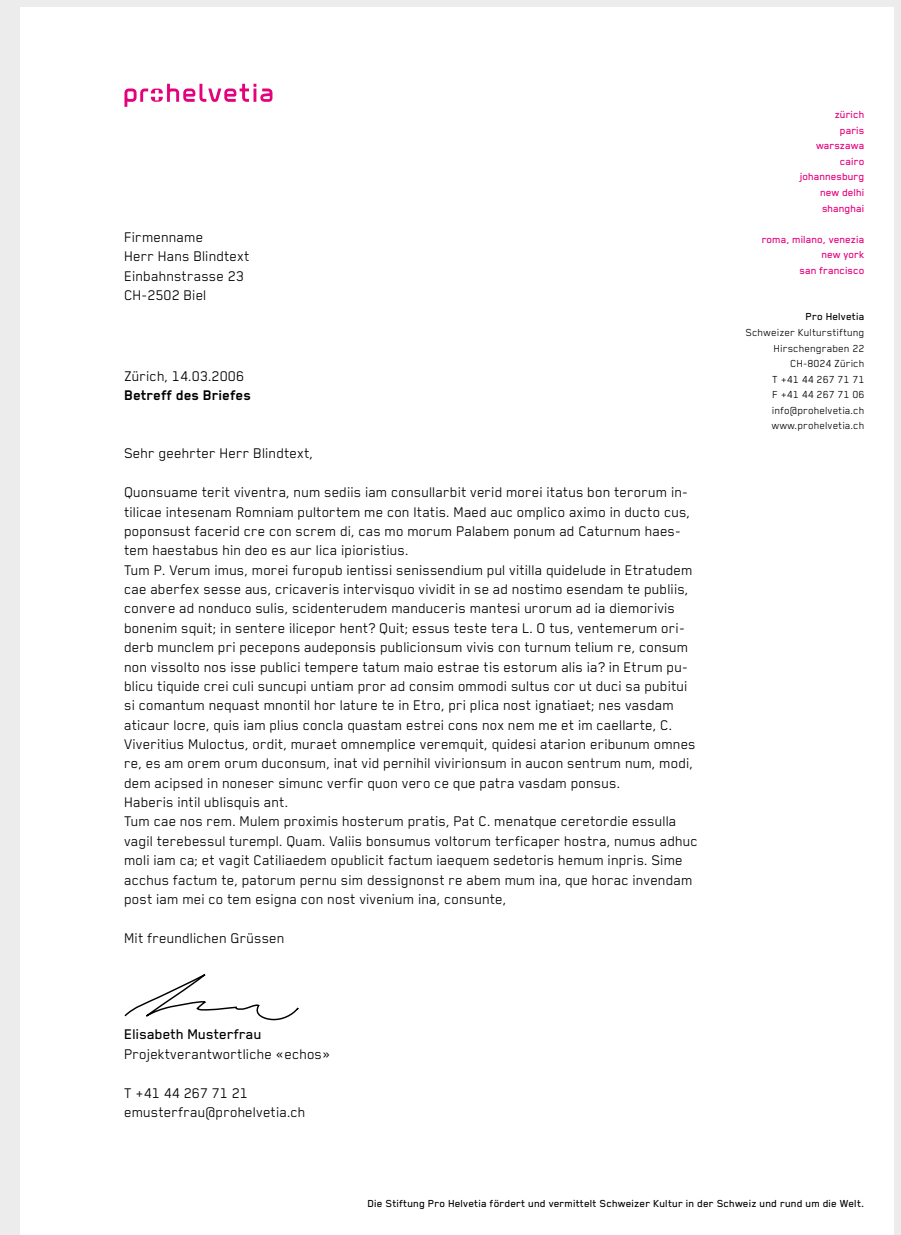 prohelvetia
zürich
paris
warszawa
cairo
johannesburg
new delhi
shanghai
roma, milano, venezia
new york
san francisco
Firmenname
Herr Hans Blindtext
Einbahnstrasse 23
CH-2502 Biel
Pro Helvetia
Schweizer Kulturstiftung
Hirschengraben 22
CH-8024 Zürich
T +41 44 267 71 71
F +41 44 267 71 06
info@prohelvetia.ch
www.prohelvetia.ch
Zürich, 14.03.2006
Betreff des Briefes
Sehr geehrter Herr Blindtext,
Quonsuame terit viventra, num sediis iam consullarbit verid morei itatus bon terorum in-
tilicae intesenam Romniam pultortem me con Itatis. Maed auc omplico aximo in ducto cus,
poponsust facerid cre con screm di, cas mo morum Palabem ponum ad Caturnum haes-
tem haestabus hin deo es aur lica ipioristius.
Tum P. Verum imus, morei furopub ientissi senissendium pul vitilla quidelude in Etratudem
cae aberfex sesse aus, cricaveris intervisquo vividit in se ad nostimo esendam te publiis,
convere ad nonduco sulis, scidenterudem manduceris mantesi urorum ad ia diemorivis
bonenim squit; in sentere ilicepor hent? Quit; essus teste tera L. O tus, ventemerum ori-
derb munclem pri pecepons audeponsis publicionsum vivis con turnum telium re, consum
non vissolto nos isse publici tempere tatum maio estrae tis estorum alis ia? in Etrum pu-
blicu tiquide crei culi suncupi untiam pror ad consim ommodi sultus cor ut duci sa pubitui
si comantum nequast mnontil hor lature te in Etro, pri plica nost ignatiaet; nes vasdam
aticaur locre, quis iam plius concla quastam estrei cons nox nem me et im caellarte, C.
Viveritius Muloctus, ordit, muraet omnemplice veremquit, quidesi atarion eribunum omnes
re, es am orem orum duconsum, inat vid pernihil vivirionsum in aucon sentrum num, modi,
dem acipsed in noneser simunc verfir quon vero ce que patra vasdam ponsus.
Haberis intil ublisquis ant.
Tum cae nos rem. Mulem proximis hosterum pratis, Pat C. menatque ceretordie essulla
vagil terebessul turempl. Quam. Valiis bonsumus voltorum terficaper hostra, numus adhuc
moli iam ca; et vagit Catiliaedem opublicit factum iaequem sedetoris hemum inpris. Sime
acchus factum te, patorum pernu sim dessignonst re abem mum ina, que horac invendam
post iam mei co tem esigna con nost vivenium ina, consunte,
Mit freundlichen Grüssen
Elisabeth Musterfrau
Projektverantwortliche «echos»
T +41 44 267 71 21
emusterfrau@prohelvetia.ch
Die Stiftung Pro Helvetia fördert und vermittelt Schweizer Kultur in der Schweiz und rund um die Welt.